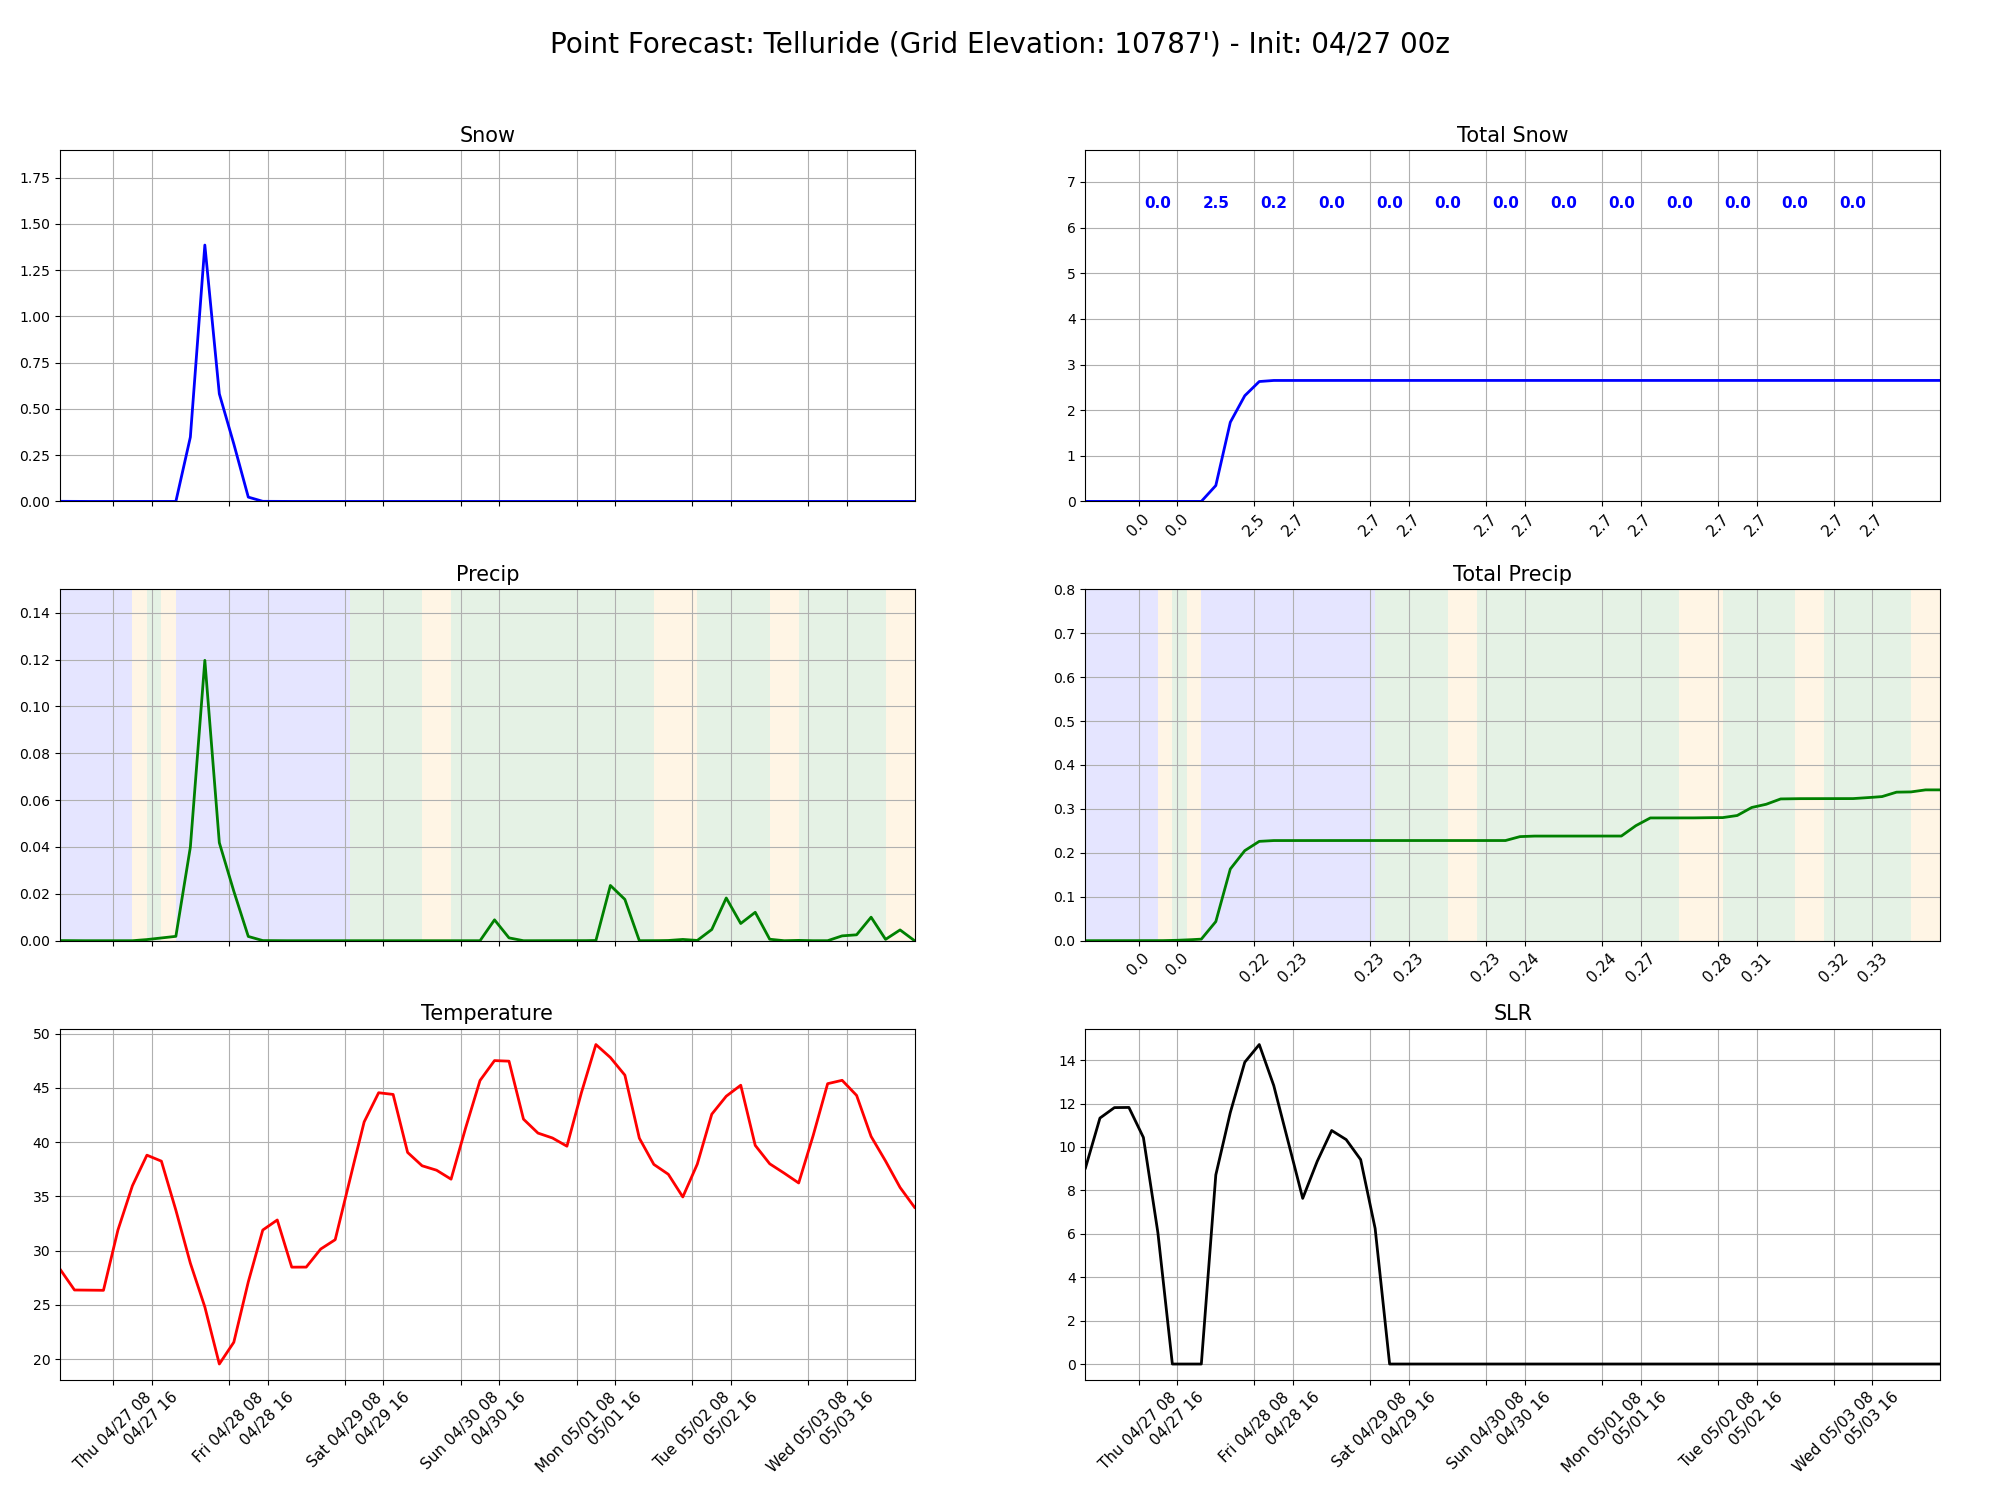 Point Forecast: Telluride (Grid Elevation: 10787') - Init: 04/27 00z
Snow
1.75
1.50
1.25
1.00
0.75
0.50
0.25
0.00
Total Snow
7
6
5
4
3
2
1
0
0.0 2.5 0.2 0.0 0.0 0.0 0.0 0.0 0.0 0.0 0.0 0.0 0.0
0.0 0.0 2.5 2.7 2.7 2.7 2.7 2.7 2.7 2.7 2.7 2.7 2.7 2.7
Precip
0.14
0.12
0.10
0.08
0.06
0.04
0.02
0.00
Total Precip
0.8
0.7
0.6
0.5
0.4
0.3
0.2
0.1
0.0
0.0 0.0 0.22 0.23 0.23 0.23 0.23 0.24 0.24 0.27 0.28 0.31 0.32 0.33
Temperature
50
45
40
35
30
25
20
Thu 04/27 08
04/27 16
Fri 04/28 08
04/28 16
Sat 04/29 08
04/29 16
Sun 04/30 08
04/30 16
Mon 05/01 08
05/01 16
Tue 05/02 08
05/02 16
Wed 05/03 08
05/03 16
SLR
14
12
10
8
6
4
2
0
Thu 04/27 08
04/27 16
Fri 04/28 08
04/28 16
Sat 04/29 08
04/29 16
Sun 04/30 08
04/30 16
Mon 05/01 08
05/01 16
Tue 05/02 08
05/02 16
Wed 05/03 08
05/03 16